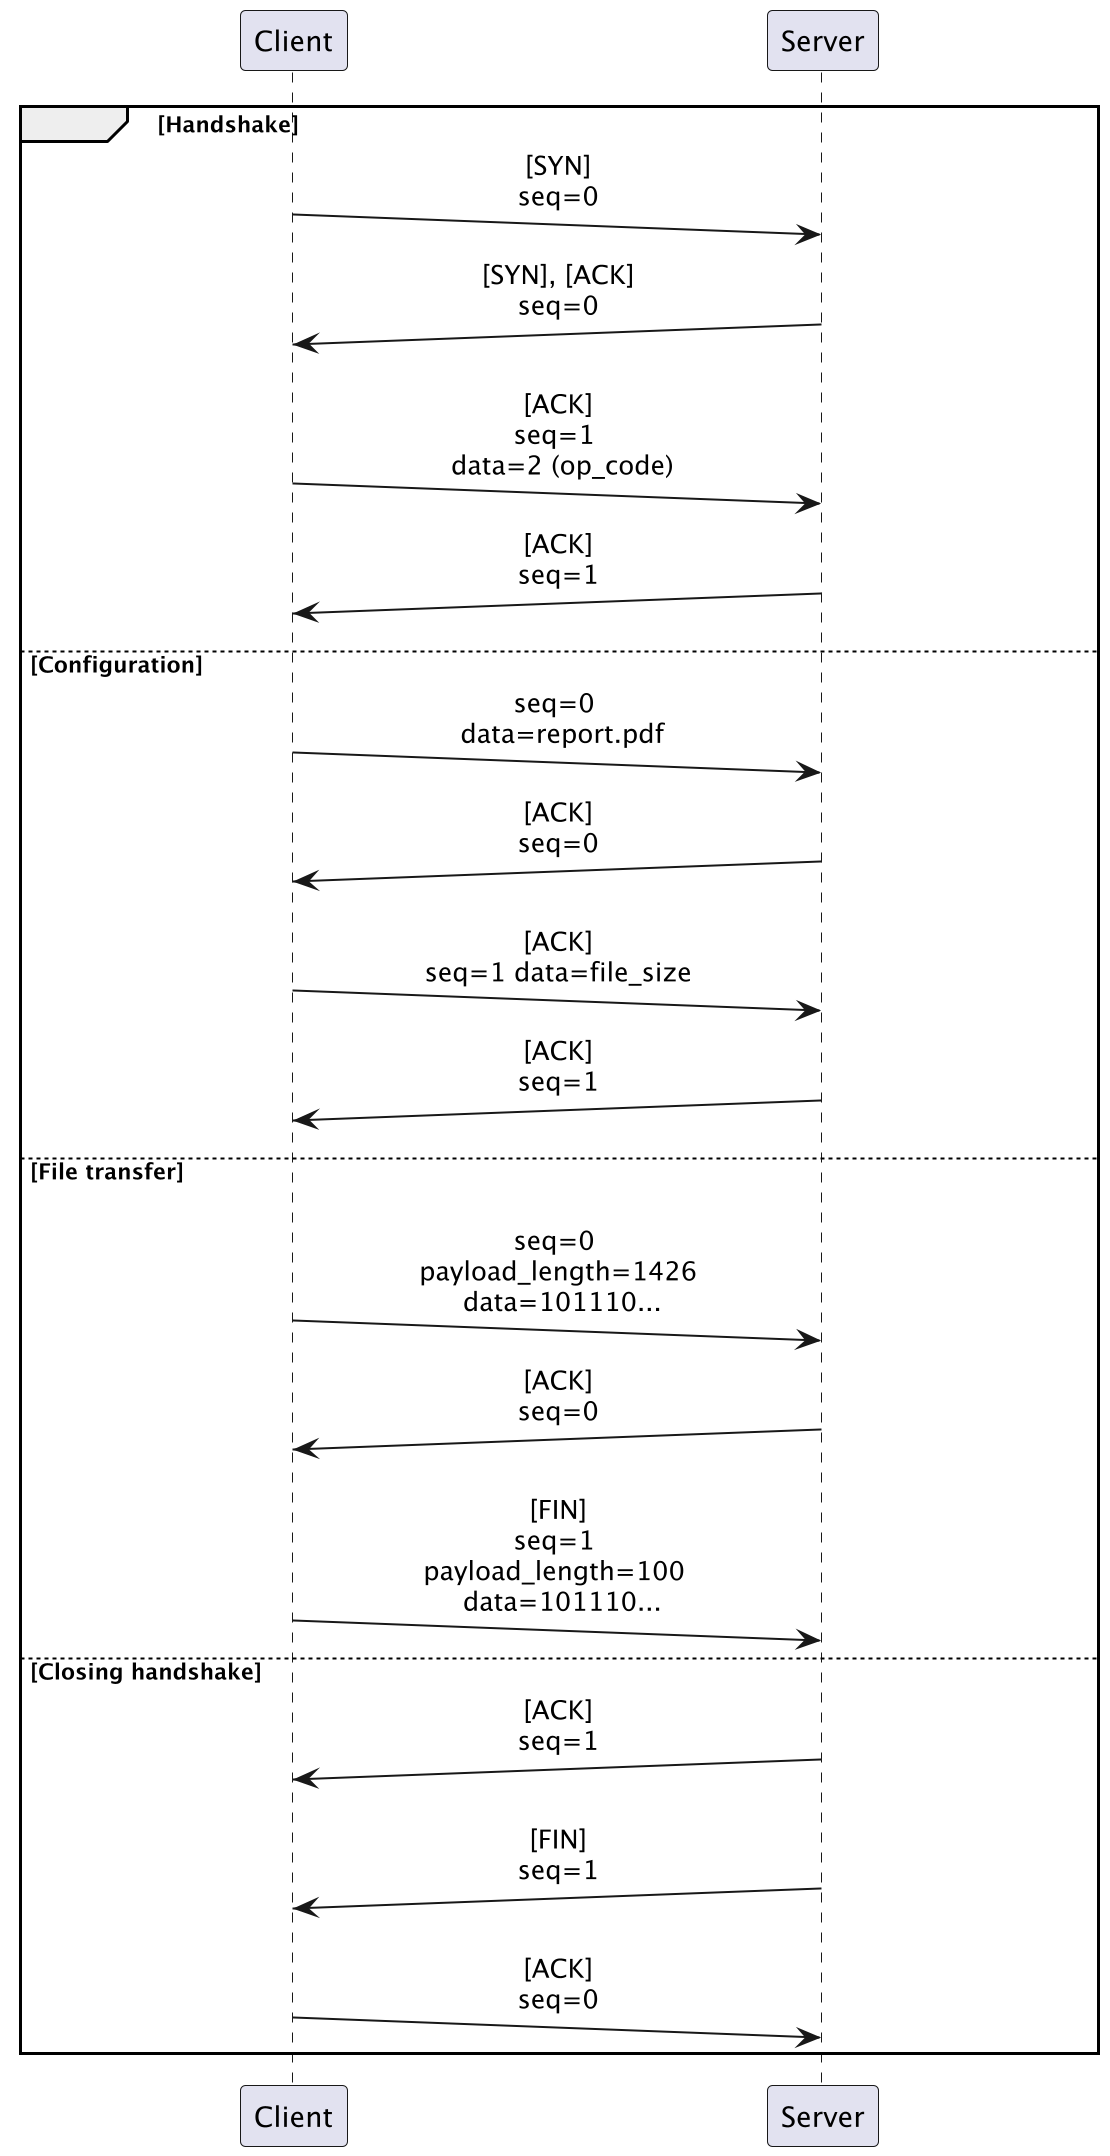 Client
Server
[Handshake]
[SYN]
seq=0
[SYN], [ACK]
seq=0
[ACK]
seq=1
data=2 (op_code)
[ACK]
seq=1
[Configuration]
seq=0
data=report.pdf
[ACK]
seq=0
[ACK]
seq=1 data=file_size
[ACK]
seq=1
[File transfer]
seq=0
payload_length=1426
data=101110...
[ACK]
seq=0
[FIN]
seq=1
payload_length=100
data=101110...
[Closing handshake]
[ACK]
seq=1
[FIN]
seq=1
[ACK]
seq=0
Client
Server